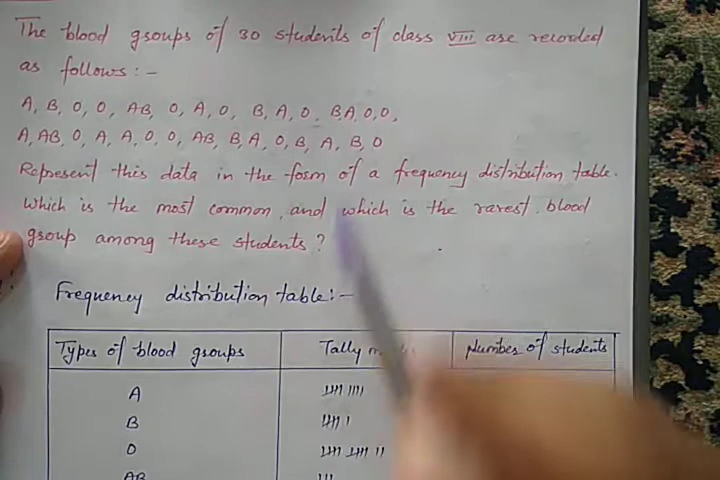 The blood groups of 30 students of class VIII are recorded
as follows:-
A, B, O, O, AB, O, A, O, B, A, O, B, A, O, O,
A, AB, O, A, A, O, O, AB, B, A, O, B, A, B, O
Represent this data in the form of a frequency distribution table.
Which is the most common, and which is the rarest blood
group among these students?
Frequency distribution table:-
Types of blood groups Tally Number of students
A
B
O
AB